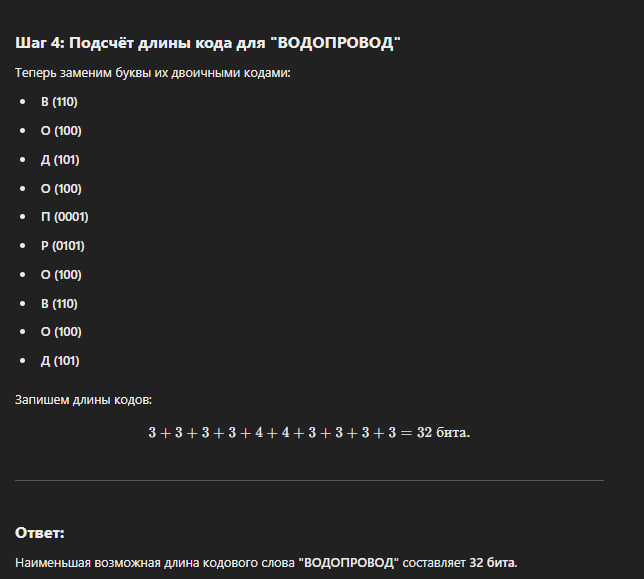 Шаг 4: Подсчёт длины кода для "ВОДОПРОВОД"
Теперь заменим буквы их двоичными кодами:
• В (110)
• О (100)
• Д (101)
• О (100)
• П (0001)
• Р (0101)
• О (100)
• В (110)
• О (100)
• Д (101)
Запишем длины кодов:
3 + 3 + 3 + 3 + 4 + 4 + 3 + 3 + 3 + 3 = 32 бита.
Ответ:
Наименьшая возможная длина кодового слова "ВОДОПРОВОД" составляет 32 бита.